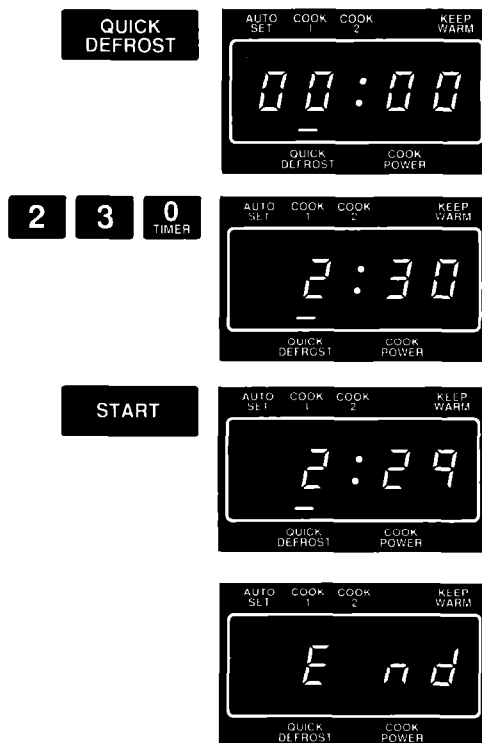 QUICK
DEFROST
AUTO COOK COOK KEEP
SET 1 2 WARM
00:00
QUICK COOK
DEFROST POWER
2 3 0
TIMER
AUTO COOK COOK KEEP
SET 1 2 WARM
2:30
QUICK COOK
DEFROST POWER
START
AUTO COOK COOK KEEP
SET 1 2 WARM
2:29
QUICK COOK
DEFROST POWER
AUTO COOK COOK KEEP
SET 1 2 WARM
E nd
QUICK COOK
DEFROST POWER